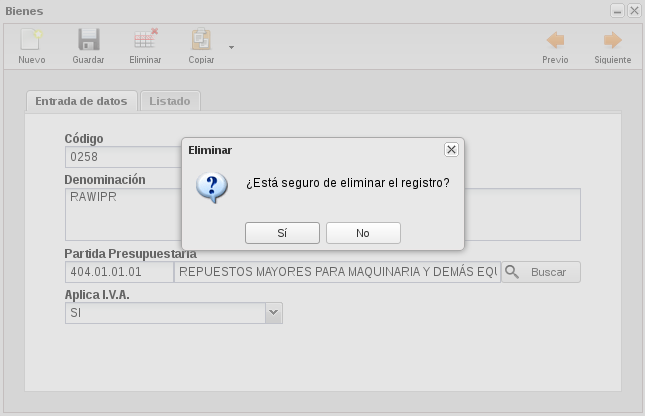 Bienes
Nuevo Guardar Eliminar Copiar Previo Siguiente
Entrada de datos Listado
Código
0258
Eliminar
¿Está seguro de eliminar el registro?
Sí No
Denominación
RAWIPR
Partida Presupuestaria
404.01.01.01 REPUESTOS MAYORES PARA MAQUINARIA Y DEMÁS EQU Buscar
Aplica I.V.A.
SI